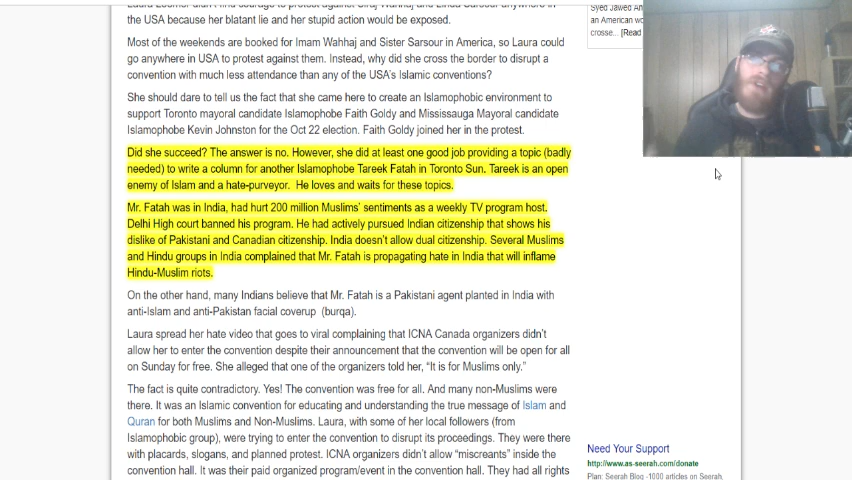 the USA because her blatant lie and her stupid action would be exposed.
Most of the weekends are booked for Imam Wahhaj and Sister Sarsour in America, so Laura could
go anywhere in USA to protest against them. Instead, why did she cross the border to disrupt a
convention with much less attendance than any of the USA's Islamic conventions?
She should dare to tell us the fact that she came here to create an Islamophobic environment to
support Toronto mayoral candidate Islamophobe Faith Goldy and Mississauga Mayoral candidate
Islamophobe Kevin Johnston for the Oct 22 election. Faith Goldy joined her in the protest.
Did she succeed? The answer is no. However, she did at least one good job providing a topic (badly
needed) to write a column for another Islamophobe Tareek Fatah in Toronto Sun. Tareek is an open
enemy of Islam and a hate-purveyor. He loves and waits for these topics.
Mr. Fatah was in India, had hurt 200 million Muslims' sentiments as a weekly TV program host.
Delhi High court banned his program. He had actively pursued Indian citizenship that shows his
dislike of Pakistani and Canadian citizenship. India doesn't allow dual citizenship. Several Muslims
and Hindu groups in India complained that Mr. Fatah is propagating hate in India that will inflame
Hindu-Muslim riots.
On the other hand, many Indians believe that Mr. Fatah is a Pakistani agent planted in India with
anti-Islam and anti-Pakistan facial coverup (burqa).
Laura spread her hate video that goes to viral complaining that ICNA Canada organizers didn't
allow her to enter the convention despite their announcement that the convention will be open for all
on Sunday for free. She alleged that one of the organizers told her, "It is for Muslims only."
The fact is quite contradictory. Yes! The convention was free for all. And many non-Muslims were
there. It was an Islamic convention for educating and understanding the true message of Islam and
Quran for both Muslims and Non-Muslims. Laura, with some of her local followers (from
Islamophobic group), were trying to enter the convention to disrupt its proceedings. They were there
with placards, slogans, and planned protest. ICNA organizers didn't allow "miscreants" inside the
convention hall. It was their paid organized program/event in the convention hall. They had all rights
Syed Jawed An
an American wo
crosse... [Read
Need Your Support
http://www.as-seerah.com/donate
Plan: Seerah Blog -1000 articles on Seerah,